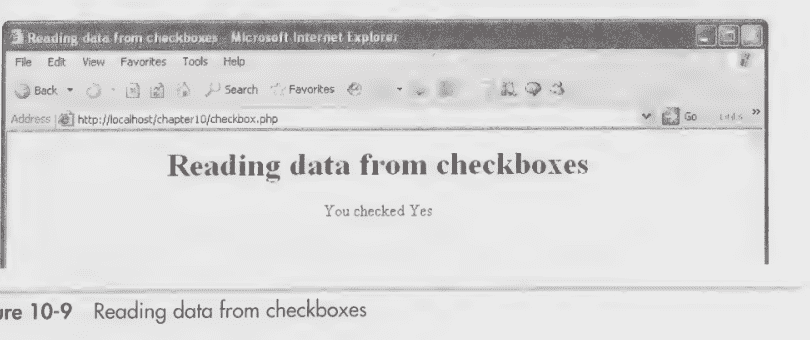 Reading data from checkboxes - Microsoft Internet Explorer
File Edit View Favorites Tools Help
Back Search Favorites
Address http://localhost/chapter10/checkbox.php Go
Reading data from checkboxes
You checked Yes
ure 10-9 Reading data from checkboxes